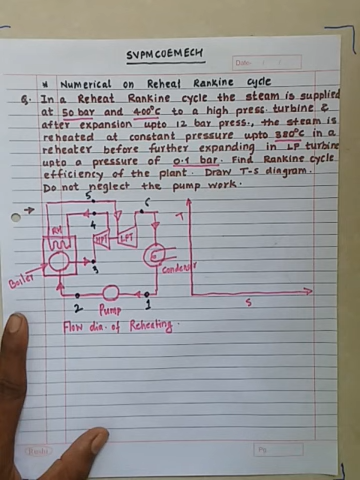 SVPMCOEMECH
Date:
* Numerical on Reheat Rankine cycle
Q. In a Reheat Rankine cycle the steam is supplied
at 50 bar and 400°C to a high press. turbine &
after expansion upto 12 bar press., the steam is
reheated at constant pressure upto 380°C in a
reheater before further expanding in LP turbine
upto a pressure of 0.1 bar. Find Rankine cycle
efficiency of the plant. Draw T-S diagram.
Do not neglect the pump work.
5
6
T
4
RH
HPT
LPT
3
Boiler
Condenser
2
Pump
1
S
Flow dia. of Reheating.
Pg.